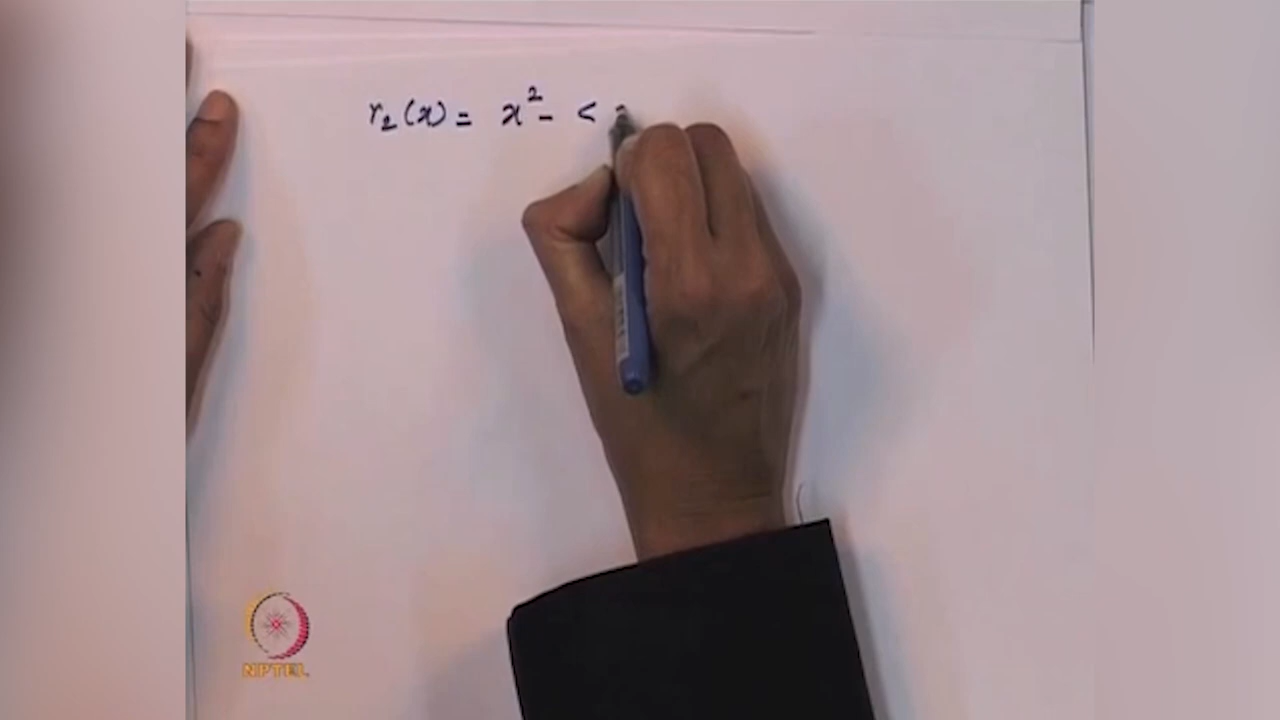 r₂(x) = x² - <
NPTEL